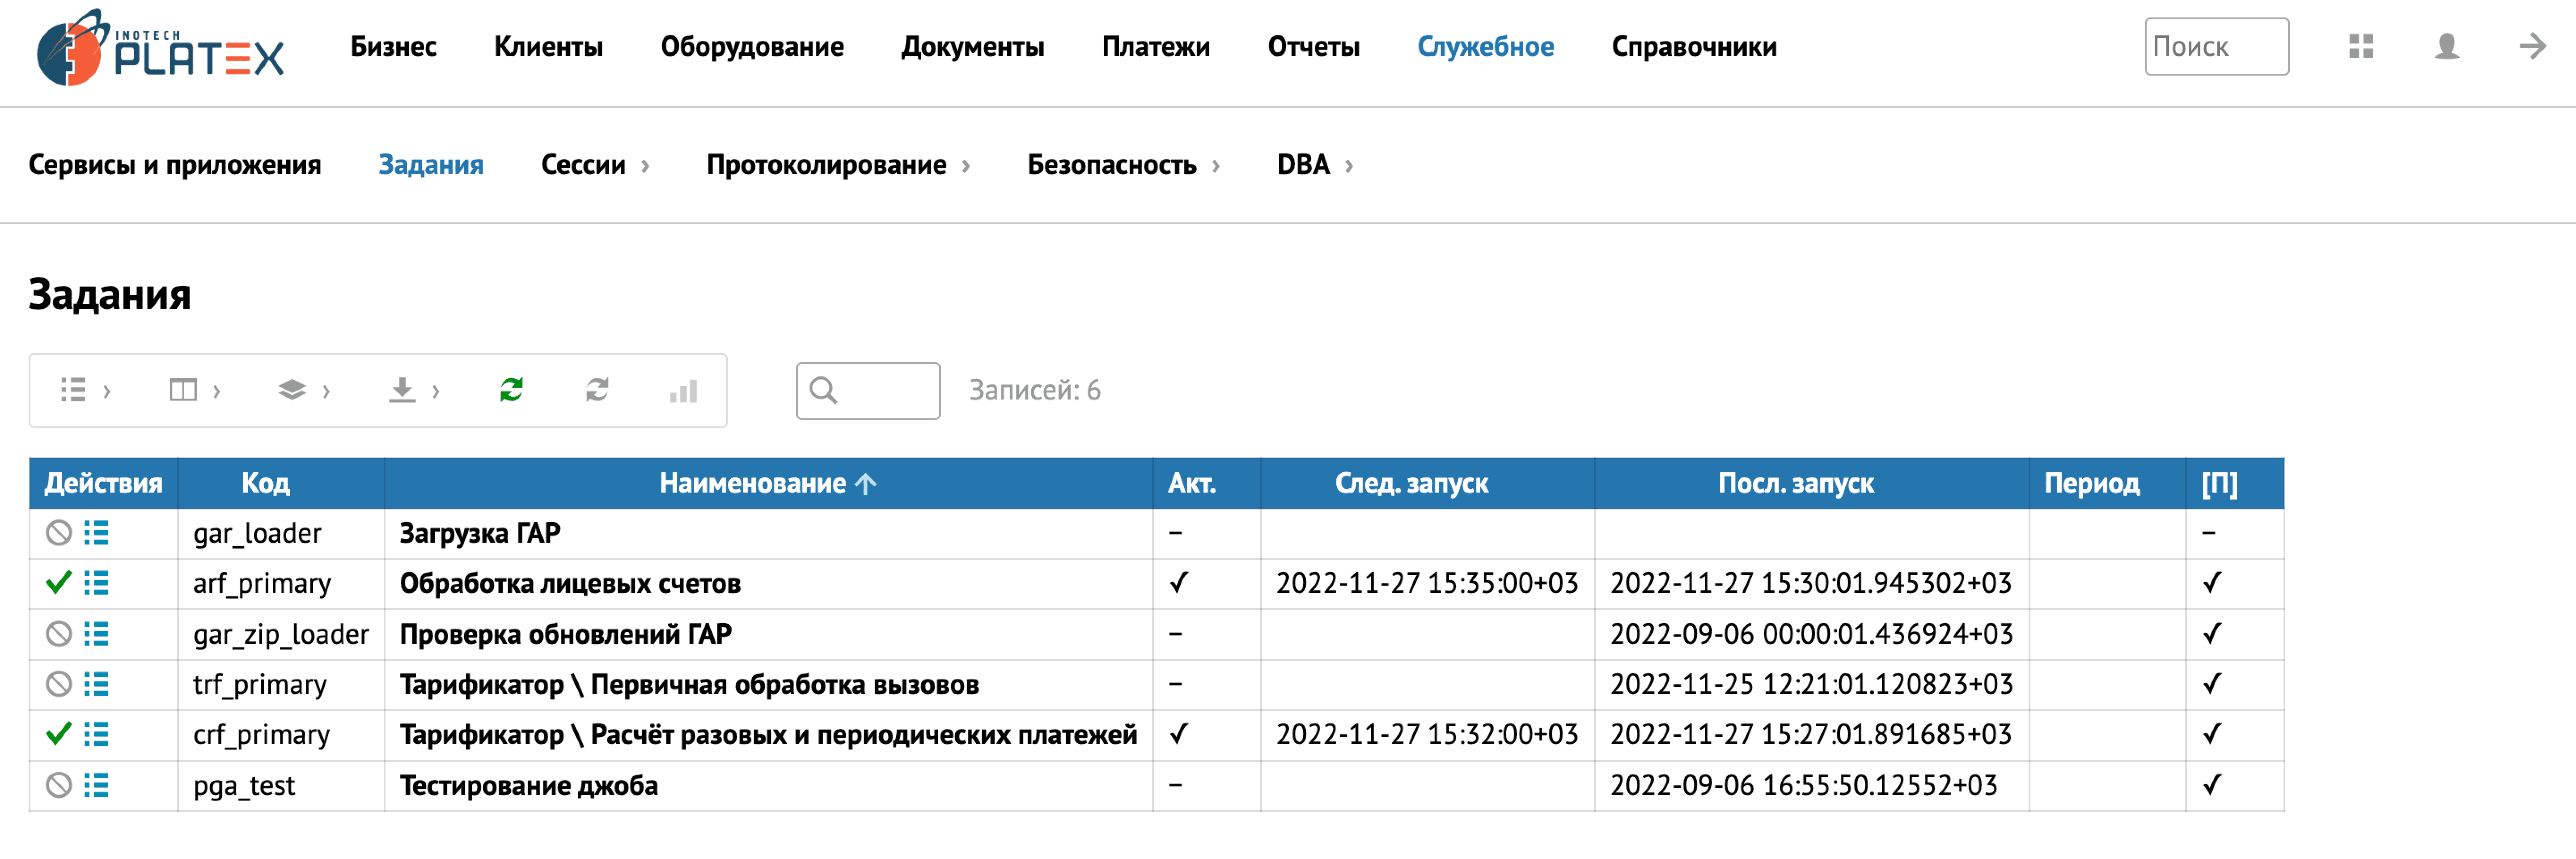 INOTECH
PLATEX
Бизнес Клиенты Оборудование Документы Платежи Отчеты Служебное Справочники Поиск
Сервисы и приложения Задания Сессии Протоколирование Безопасность DBA
Задания
Записей: 6
Действия Код Наименование Акт. След. запуск Посл. запуск Период [П]
gar_loader Загрузка ГАР – –
arf_primary Обработка лицевых счетов ✓ 2022-11-27 15:35:00+03 2022-11-27 15:30:01.945302+03 ✓
gar_zip_loader Проверка обновлений ГАР – 2022-09-06 00:00:01.436924+03 ✓
trf_primary Тарификатор \ Первичная обработка вызовов – 2022-11-25 12:21:01.120823+03 ✓
crf_primary Тарификатор \ Расчёт разовых и периодических платежей ✓ 2022-11-27 15:32:00+03 2022-11-27 15:27:01.891685+03 ✓
pga_test Тестирование джоба – 2022-09-06 16:55:50.12552+03 ✓